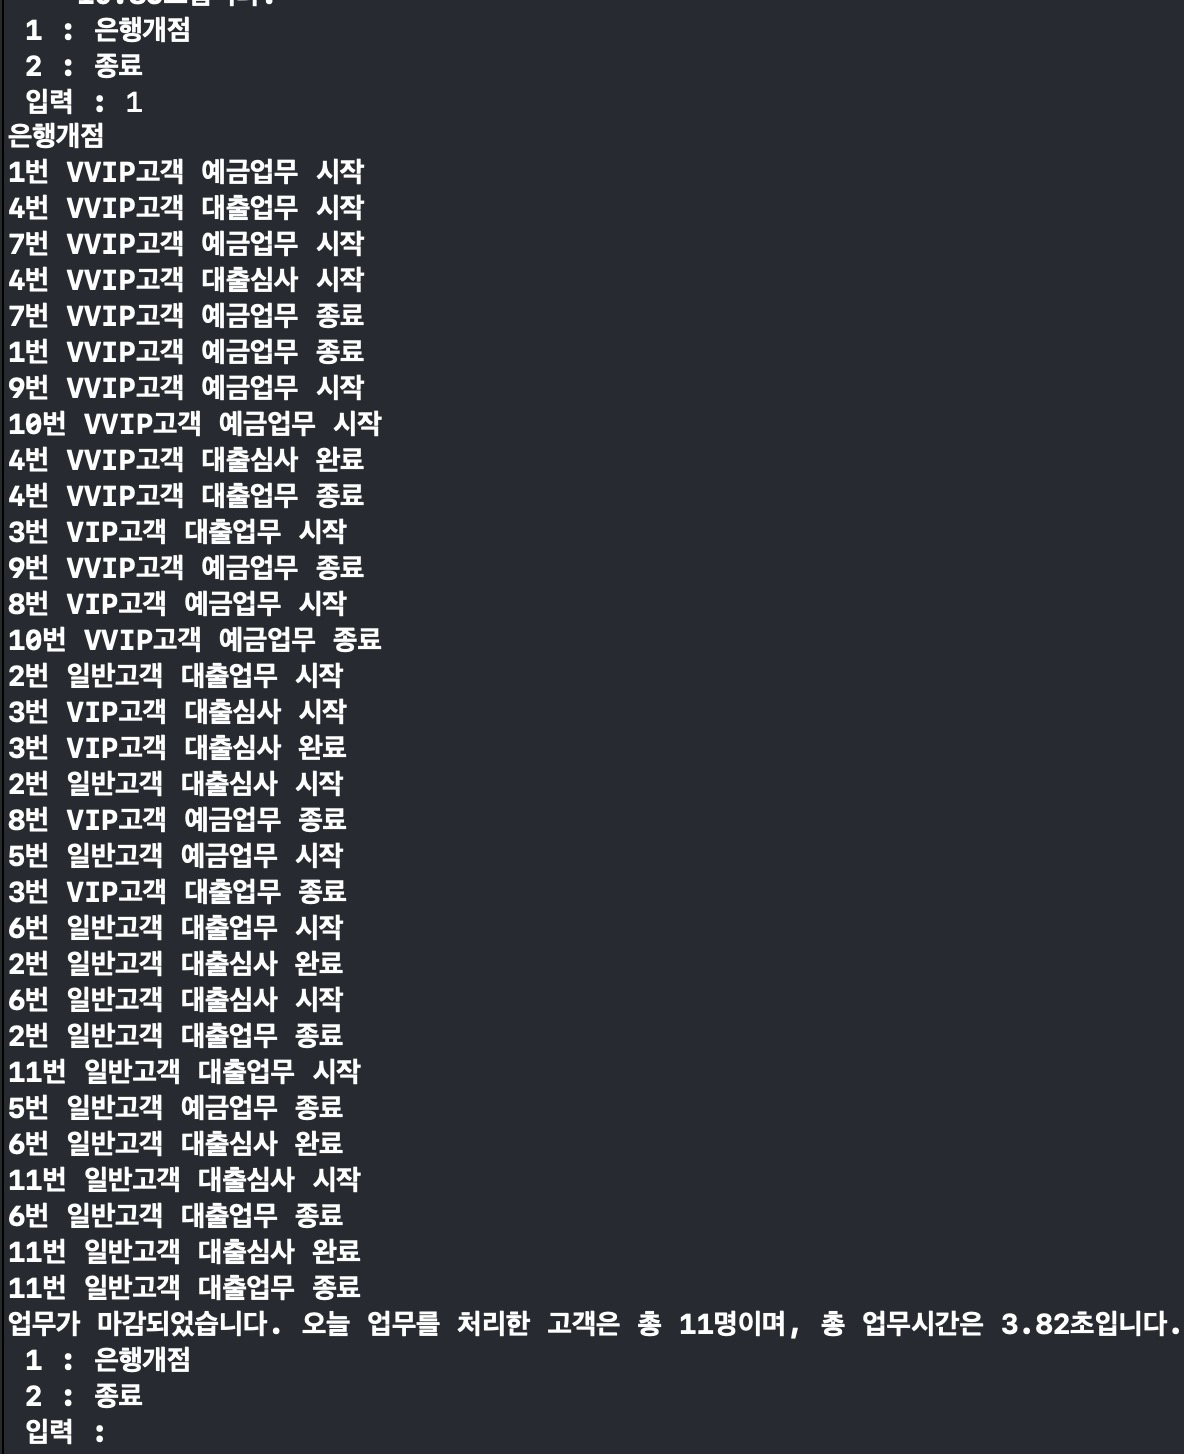 1 : 은행개점
2 : 종료
입력 : 1
은행개점
1번 VVIP고객 예금업무 시작
4번 VVIP고객 대출업무 시작
7번 VVIP고객 예금업무 시작
4번 VVIP고객 대출심사 시작
7번 VVIP고객 예금업무 종료
1번 VVIP고객 예금업무 종료
9번 VVIP고객 예금업무 시작
10번 VVIP고객 예금업무 시작
4번 VVIP고객 대출심사 완료
4번 VVIP고객 대출업무 종료
3번 VIP고객 대출업무 시작
9번 VVIP고객 예금업무 종료
8번 VIP고객 예금업무 시작
10번 VVIP고객 예금업무 종료
2번 일반고객 대출업무 시작
3번 VIP고객 대출심사 시작
3번 VIP고객 대출심사 완료
2번 일반고객 대출심사 시작
8번 VIP고객 예금업무 종료
5번 일반고객 예금업무 시작
3번 VIP고객 대출업무 종료
6번 일반고객 대출업무 시작
2번 일반고객 대출심사 완료
6번 일반고객 대출심사 시작
2번 일반고객 대출업무 종료
11번 일반고객 대출업무 시작
5번 일반고객 예금업무 종료
6번 일반고객 대출심사 완료
11번 일반고객 대출심사 시작
6번 일반고객 대출업무 종료
11번 일반고객 대출심사 완료
11번 일반고객 대출업무 종료
업무가 마감되었습니다. 오늘 업무를 처리한 고객은 총 11명이며, 총 업무시간은 3.82초입니다.
1 : 은행개점
2 : 종료
입력 :